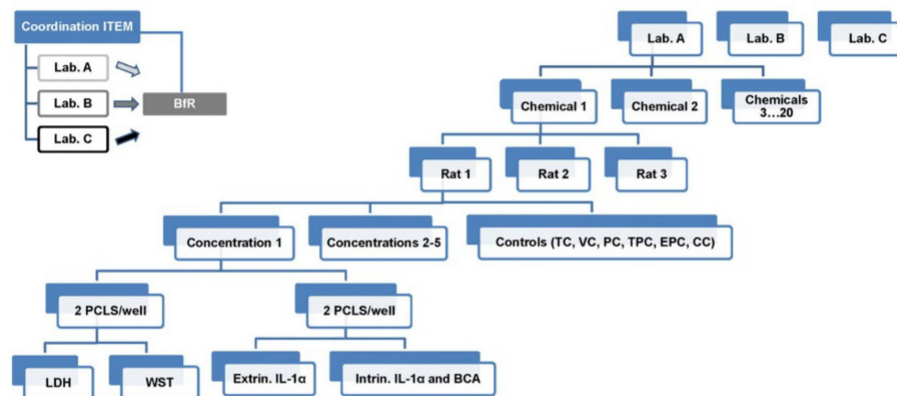 Coordination ITEM
Lab. A
Lab. B
Lab. C
BfR
Lab. A
Lab. B
Lab. C
Chemical 1
Chemical 2
Chemicals
3...20
Rat 1
Rat 2
Rat 3
Concentration 1
Concentrations 2-5
Controls (TC, VC, PC, TPC, EPC, CC)
2 PCLS/well
2 PCLS/well
LDH
WST
Extrin. IL-1α
Intrin. IL-1α and BCA